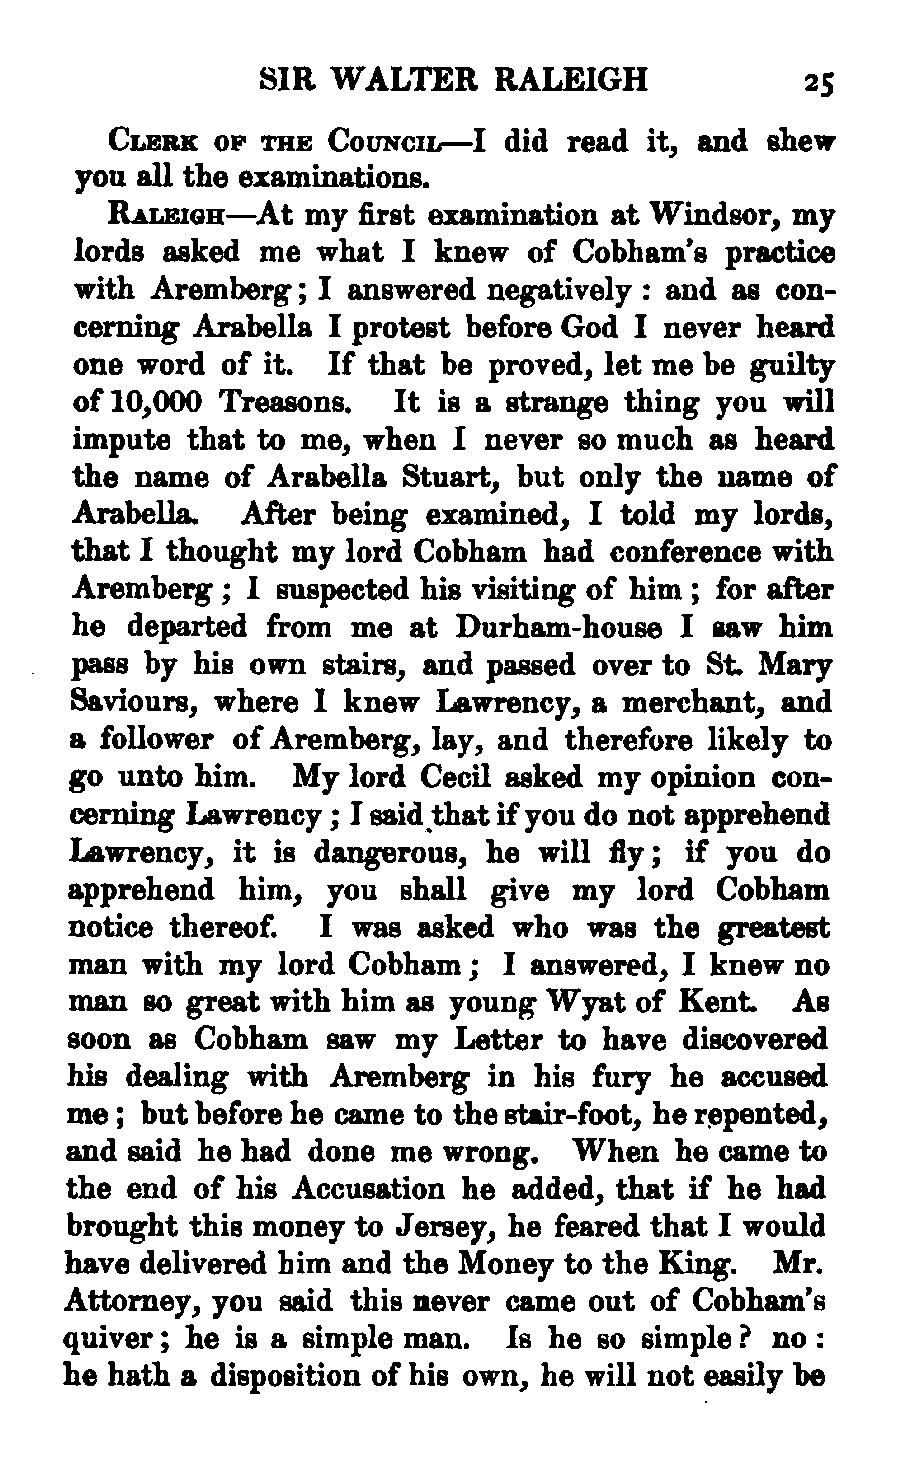 SIR WALTER RALEIGH 25
CLERK OF THE COUNCIL—I did read it, and shew
you all the examinations.
RALEIGH—At my first examination at Windsor, my
lords asked me what I knew of Cobham's practice
with Aremberg; I answered negatively: and as con-
cerning Arabella I protest before God I never heard
one word of it. If that be proved, let me be guilty
of 10,000 Treasons. It is a strange thing you will
impute that to me, when I never so much as heard
the name of Arabella Stuart, but only the name of
Arabella. After being examined, I told my lords,
that I thought my lord Cobham had conference with
Aremberg; I suspected his visiting of him; for after
he departed from me at Durham-house I saw him
pass by his own stairs, and passed over to St. Mary
Saviours, where I knew Lawrency, a merchant, and
a follower of Aremberg, lay, and therefore likely to
go unto him. My lord Cecil asked my opinion con-
cerning Lawrency; I said that if you do not apprehend
Lawrency, it is dangerous, he will fly; if you do
apprehend him, you shall give my lord Cobham
notice thereof. I was asked who was the greatest
man with my lord Cobham; I answered, I knew no
man so great with him as young Wyat of Kent. As
soon as Cobham saw my Letter to have discovered
his dealing with Aremberg in his fury he accused
me; but before he came to the stair-foot, he repented,
and said he had done me wrong. When he came to
the end of his Accusation he added, that if he had
brought this money to Jersey, he feared that I would
have delivered him and the Money to the King. Mr.
Attorney, you said this never came out of Cobham's
quiver; he is a simple man. Is he so simple? no:
he hath a disposition of his own, he will not easily be